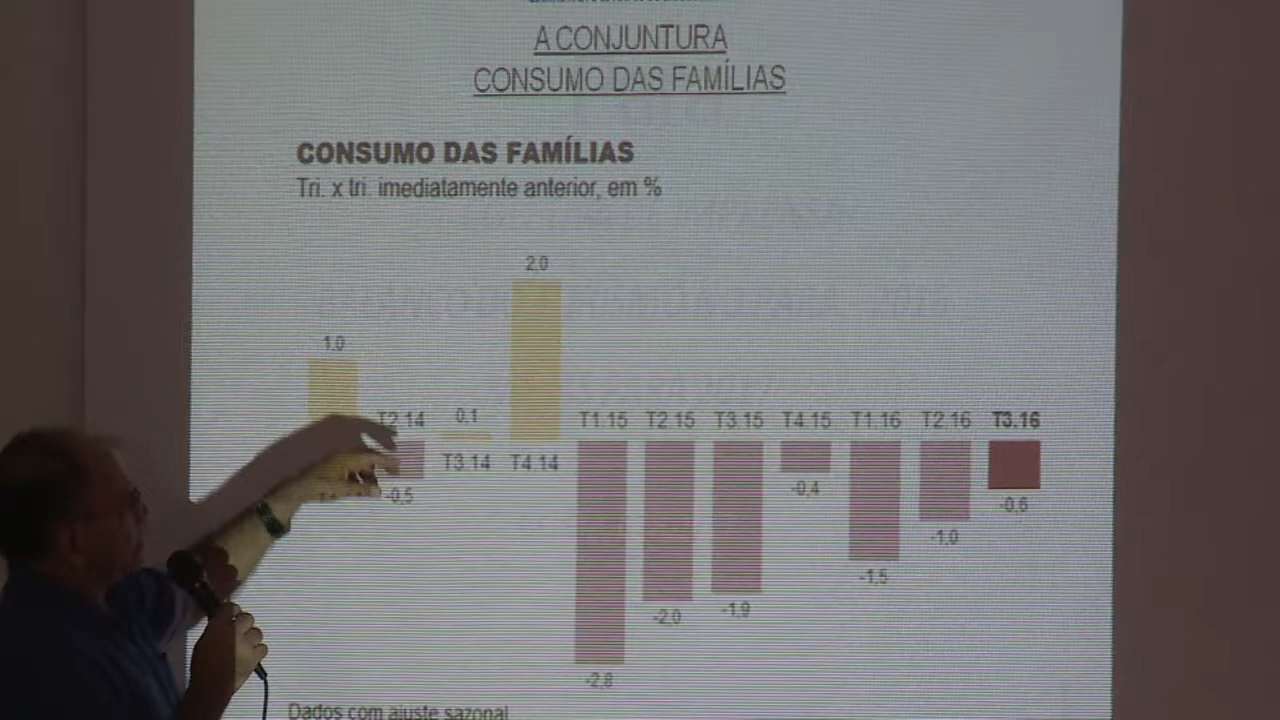 A CONJUNTURA
CONSUMO DAS FAMÍLIAS
CONSUMO DAS FAMÍLIAS
Tri. x tri. imediatamente anterior, em %
2,0
1,0
T2.14 0.1 T1.15 T2.15 T3.15 T4.15 T1.16 T2.16 T3.16
T3.14 T4.14
-0,5 -0,4 -0,6
-1,0
-1,5
-2,0 -1,9
-2,8
Dados com ajuste sazonal